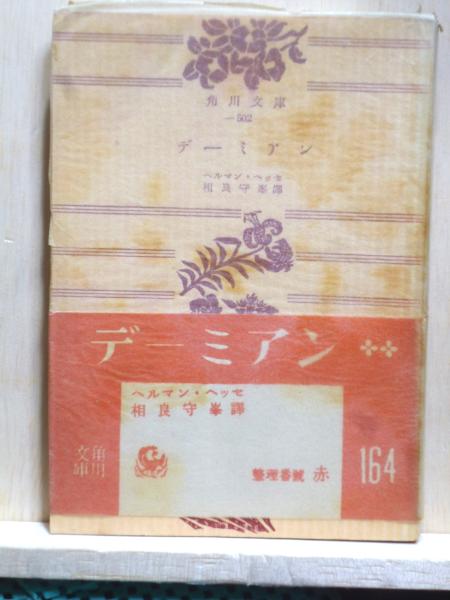 角川文庫
—502
デーミアン
ヘルマン・ヘッセ
相良守峯譯
デーミアン
ヘルマン・ヘッセ
相良守峯譯
角川文庫
整理番號 赤
164